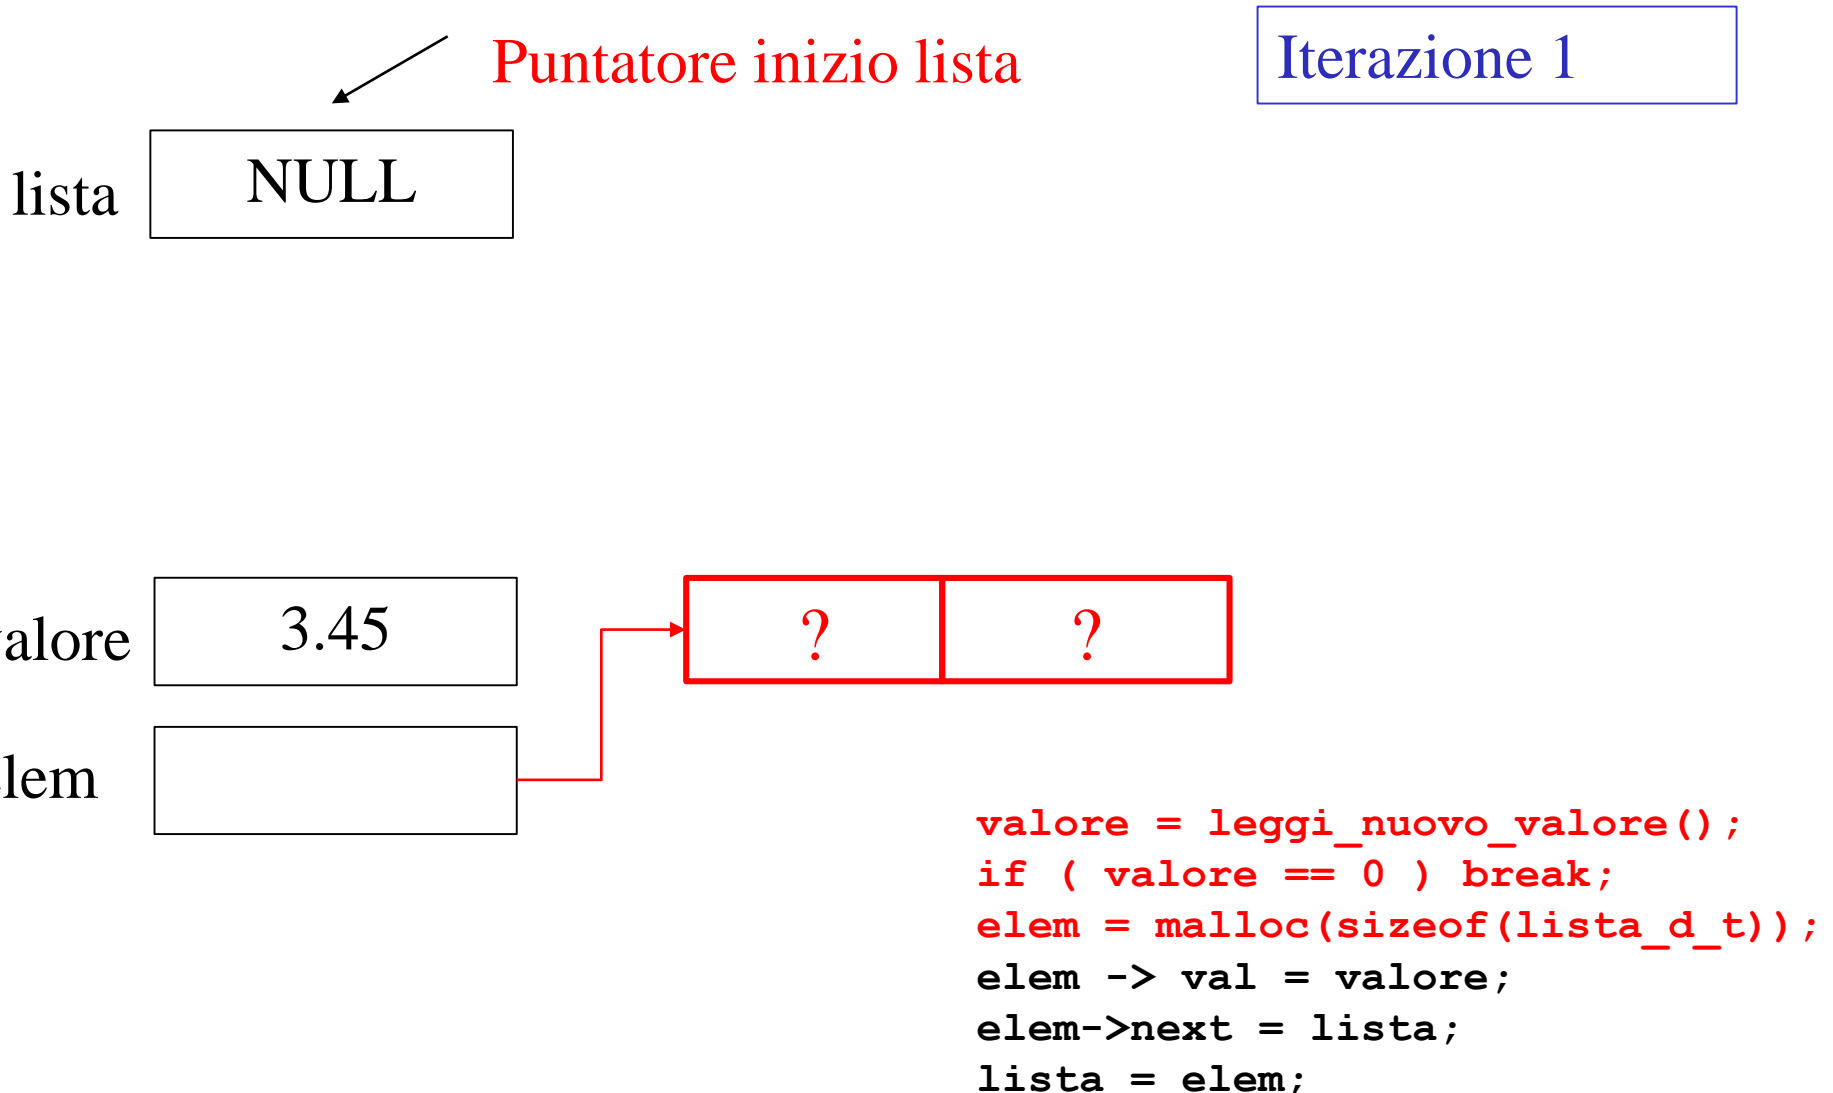 Puntatore inizio lista
Iterazione 1
lista
NULL
alore
3.45
?
?
lem
valore = leggi_nuovo_valore();
if ( valore == 0 ) break;
elem = malloc(sizeof(lista_d_t));
elem -> val = valore;
elem->next = lista;
lista = elem;